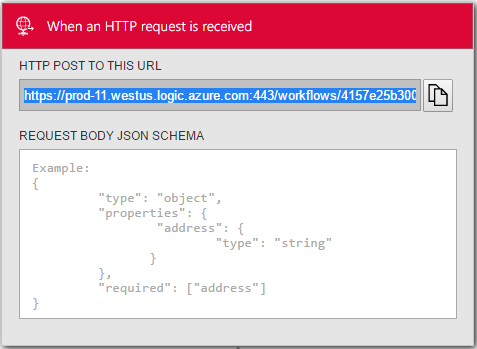 When an HTTP request is received
HTTP POST TO THIS URL
https://prod-11.westus.logic.azure.com:443/workflows/4157e25b300
REQUEST BODY JSON SCHEMA
Example:
{
"type": "object",
"properties": {
"address": {
"type": "string"
}
},
"required": ["address"]
}